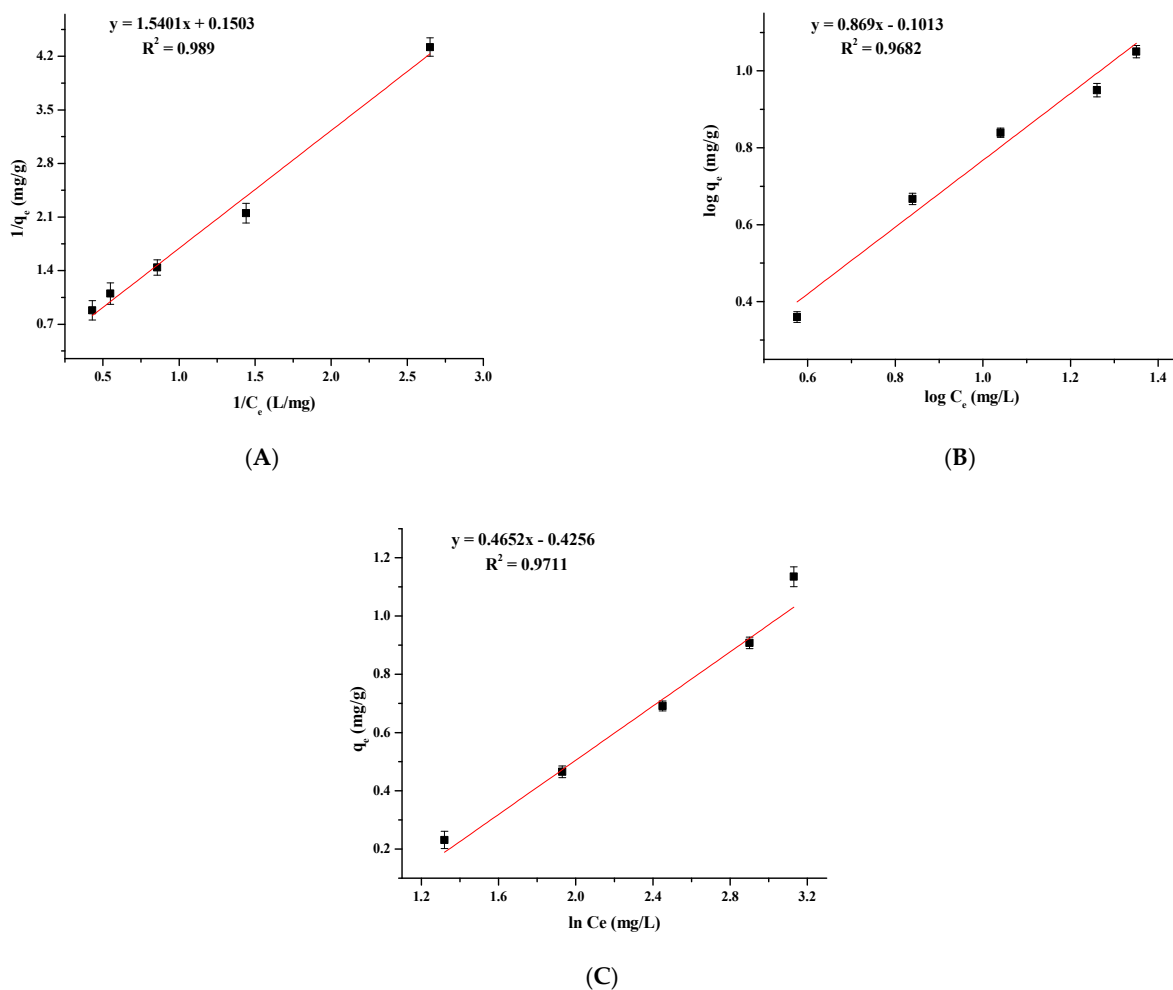 y = 1.5401x + 0.1503
R² = 0.989
4.2
3.5
2.8
2.1
1.4
0.7
1/qₑ (mg/g)
0.5 1.0 1.5 2.0 2.5 3.0
1/Cₑ (L/mg)
(A)
y = 0.869x - 0.1013
R² = 0.9682
1.0
0.8
0.6
0.4
log qₑ (mg/g)
0.6 0.8 1.0 1.2 1.4
log Cₑ (mg/L)
(B)
y = 0.4652x - 0.4256
R² = 0.9711
1.2
1.0
0.8
0.6
0.4
0.2
qₑ (mg/g)
1.2 1.6 2.0 2.4 2.8 3.2
ln Ce (mg/L)
(C)